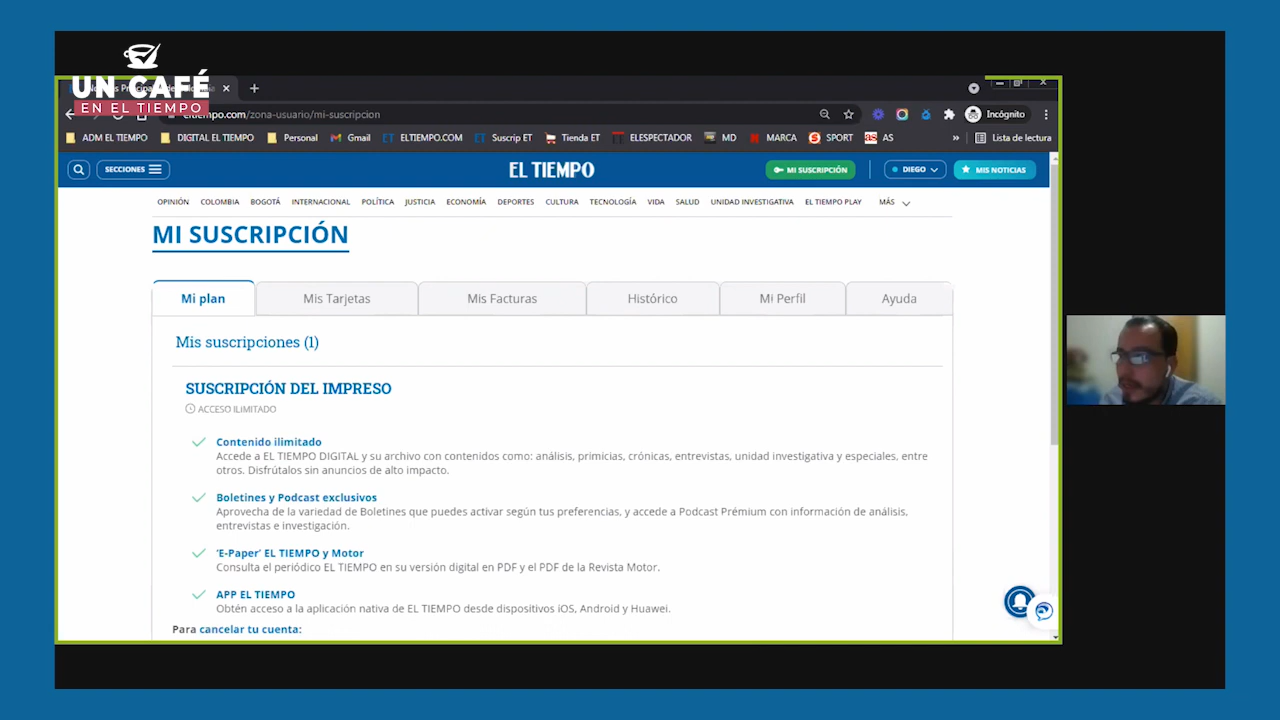 UN CAFÉ
EN EL TIEMPO
eltiempo.com/zona-usuario/mi-suscripcion
Incógnito
ADM EL TIEMPO
DIGITAL EL TIEMPO
Personal
Gmail
ELTIEMPO.COM
Suscrip ET
Tienda ET
ELESPECTADOR
MD
MARCA
SPORT
AS
»
Lista de lectura
SECCIONES
EL TIEMPO
MI SUSCRIPCIÓN
DIEGO
MIS NOTICIAS
OPINIÓN COLOMBIA BOGOTÁ INTERNACIONAL POLÍTICA JUSTICIA ECONOMÍA DEPORTES CULTURA TECNOLOGÍA VIDA SALUD UNIDAD INVESTIGATIVA EL TIEMPO PLAY MÁS
MI SUSCRIPCIÓN
Mi plan
Mis Tarjetas
Mis Facturas
Histórico
Mi Perfil
Ayuda
Mis suscripciones (1)
SUSCRIPCIÓN DEL IMPRESO
ACCESO ILIMITADO
Contenido ilimitado
Accede a EL TIEMPO DIGITAL y su archivo con contenidos como: análisis, primicias, crónicas, entrevistas, unidad investigativa y especiales, entre
otros. Disfrútalos sin anuncios de alto impacto.
Boletines y Podcast exclusivos
Aprovecha de la variedad de Boletines que puedes activar según tus preferencias, y accede a Podcast Prémium con información de análisis,
entrevistas e investigación.
'E-Paper' EL TIEMPO y Motor
Consulta el periódico EL TIEMPO en su versión digital en PDF y el PDF de la Revista Motor.
APP EL TIEMPO
Obtén acceso a la aplicación nativa de EL TIEMPO desde dispositivos iOS, Android y Huawei.
Para cancelar tu cuenta: